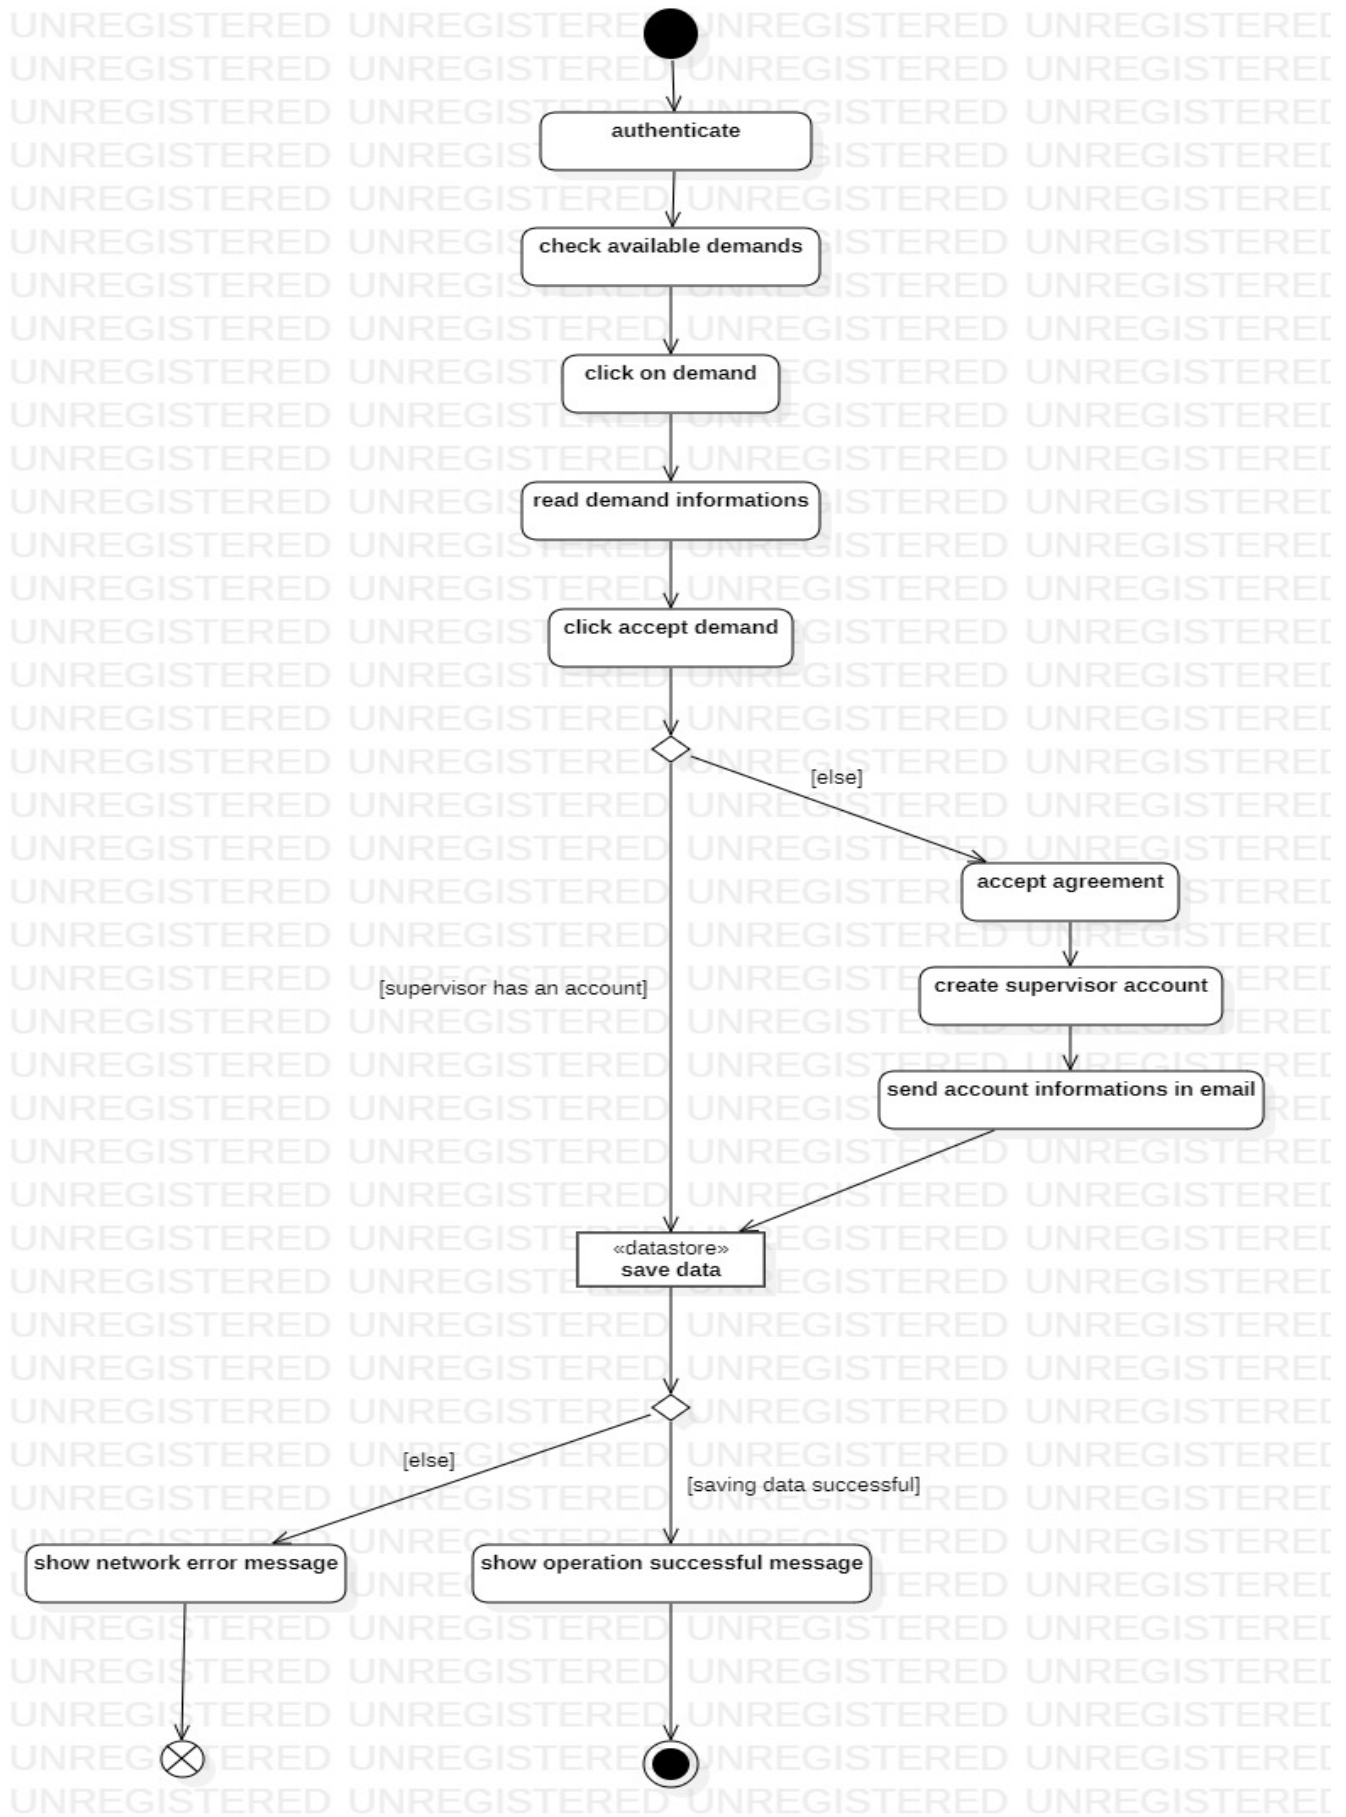 authenticate
check available demands
click on demand
read demand informations
click accept demand
[else]
accept agreement
[supervisor has an account]
create supervisor account
send account informations in email
«datastore»
save data
[else]
[saving data successful]
show network error message
show operation successful message
UNREGISTERED